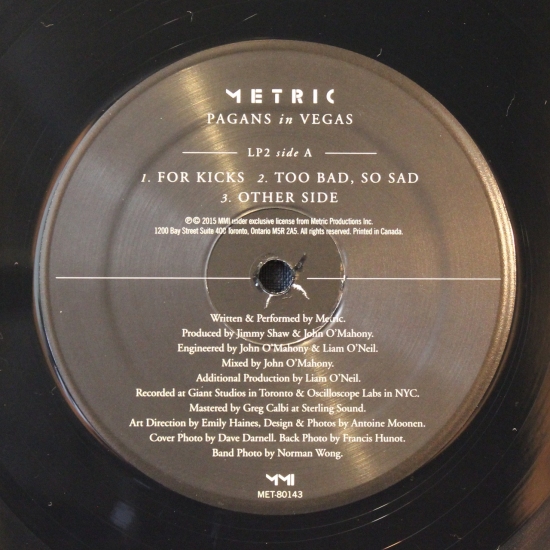 METRIC
PAGANS in VEGAS
LP2 side A
1. FOR KICKS 2. TOO BAD, SO SAD
3. OTHER SIDE
℗© 2015 MMI under exclusive license from Metric Productions Inc.
1200 Bay Street Suite 400 Toronto, Ontario M5R 2A5. All rights reserved. Printed in Canada.
Written & Performed by Metric.
Produced by Jimmy Shaw & John O'Mahony.
Engineered by John O'Mahony & Liam O'Neil.
Mixed by John O'Mahony.
Additional Production by Liam O'Neil.
Recorded at Giant Studios in Toronto & Oscilloscope Labs in NYC.
Mastered by Greg Calbi at Sterling Sound.
Art Direction by Emily Haines, Design & Photos by Antoine Moonen.
Cover Photo by Dave Darnell. Back Photo by Francis Hunot.
Band Photo by Norman Wong.
MMI
MET-80143